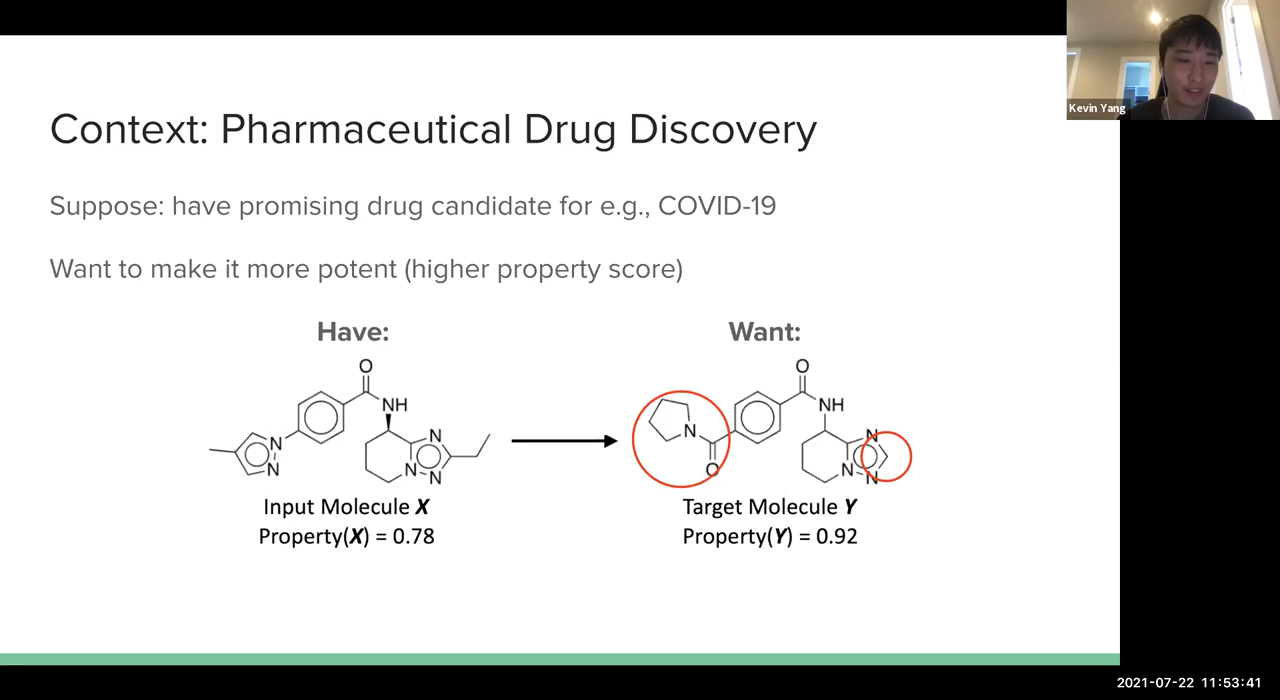 Kevin Yang
Context: Pharmaceutical Drug Discovery
Suppose: have promising drug candidate for e.g., COVID-19
Want to make it more potent (higher property score)
Have:
Want:
O
NH
N
N
N
N
N
O
NH
N
O
N
N
N
Input Molecule X
Property(X) = 0.78
Target Molecule Y
Property(Y) = 0.92
2021-07-22 11:53:41